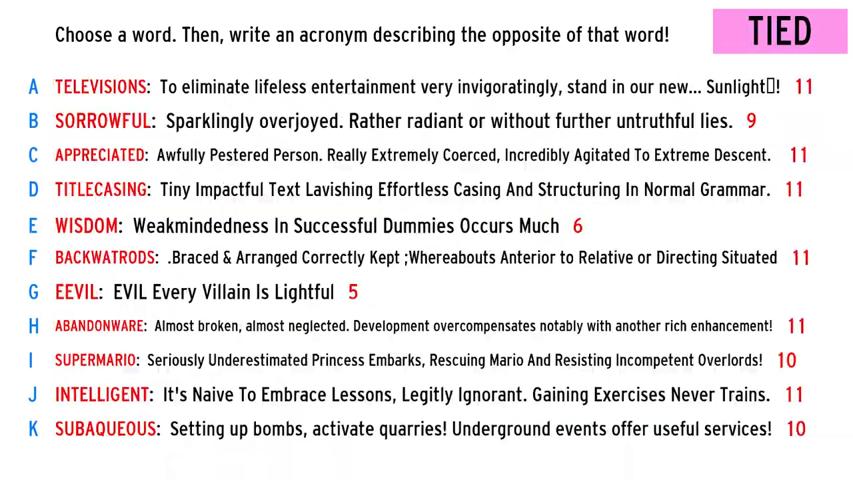 Choose a word. Then, write an acronym describing the opposite of that word!
TIED
A TELEVISIONS: To eliminate lifeless entertainment very invigoratingly, stand in our new... Sunlight▯! 11
B SORROWFUL: Sparklingly overjoyed. Rather radiant or without further untruthful lies. 9
C APPRECIATED: Awfully Pestered Person. Really Extremely Coerced, Incredibly Agitated To Extreme Descent. 11
D TITLECASING: Tiny Impactful Text Lavishing Effortless Casing And Structuring In Normal Grammar. 11
E WISDOM: Weakmindedness In Successful Dummies Occurs Much 6
F BACKWATRODS: .Braced & Arranged Correctly Kept ;Whereabouts Anterior to Relative or Directing Situated 11
G EEVIL: EVIL Every Villain Is Lightful 5
H ABANDONWARE: Almost broken, almost neglected. Development overcompensates notably with another rich enhancement! 11
I SUPERMARIO: Seriously Underestimated Princess Embarks, Rescuing Mario And Resisting Incompetent Overlords! 10
J INTELLIGENT: It's Naive To Embrace Lessons, Legitly Ignorant. Gaining Exercises Never Trains. 11
K SUBAQUEOUS: Setting up bombs, activate quarries! Underground events offer useful services! 10